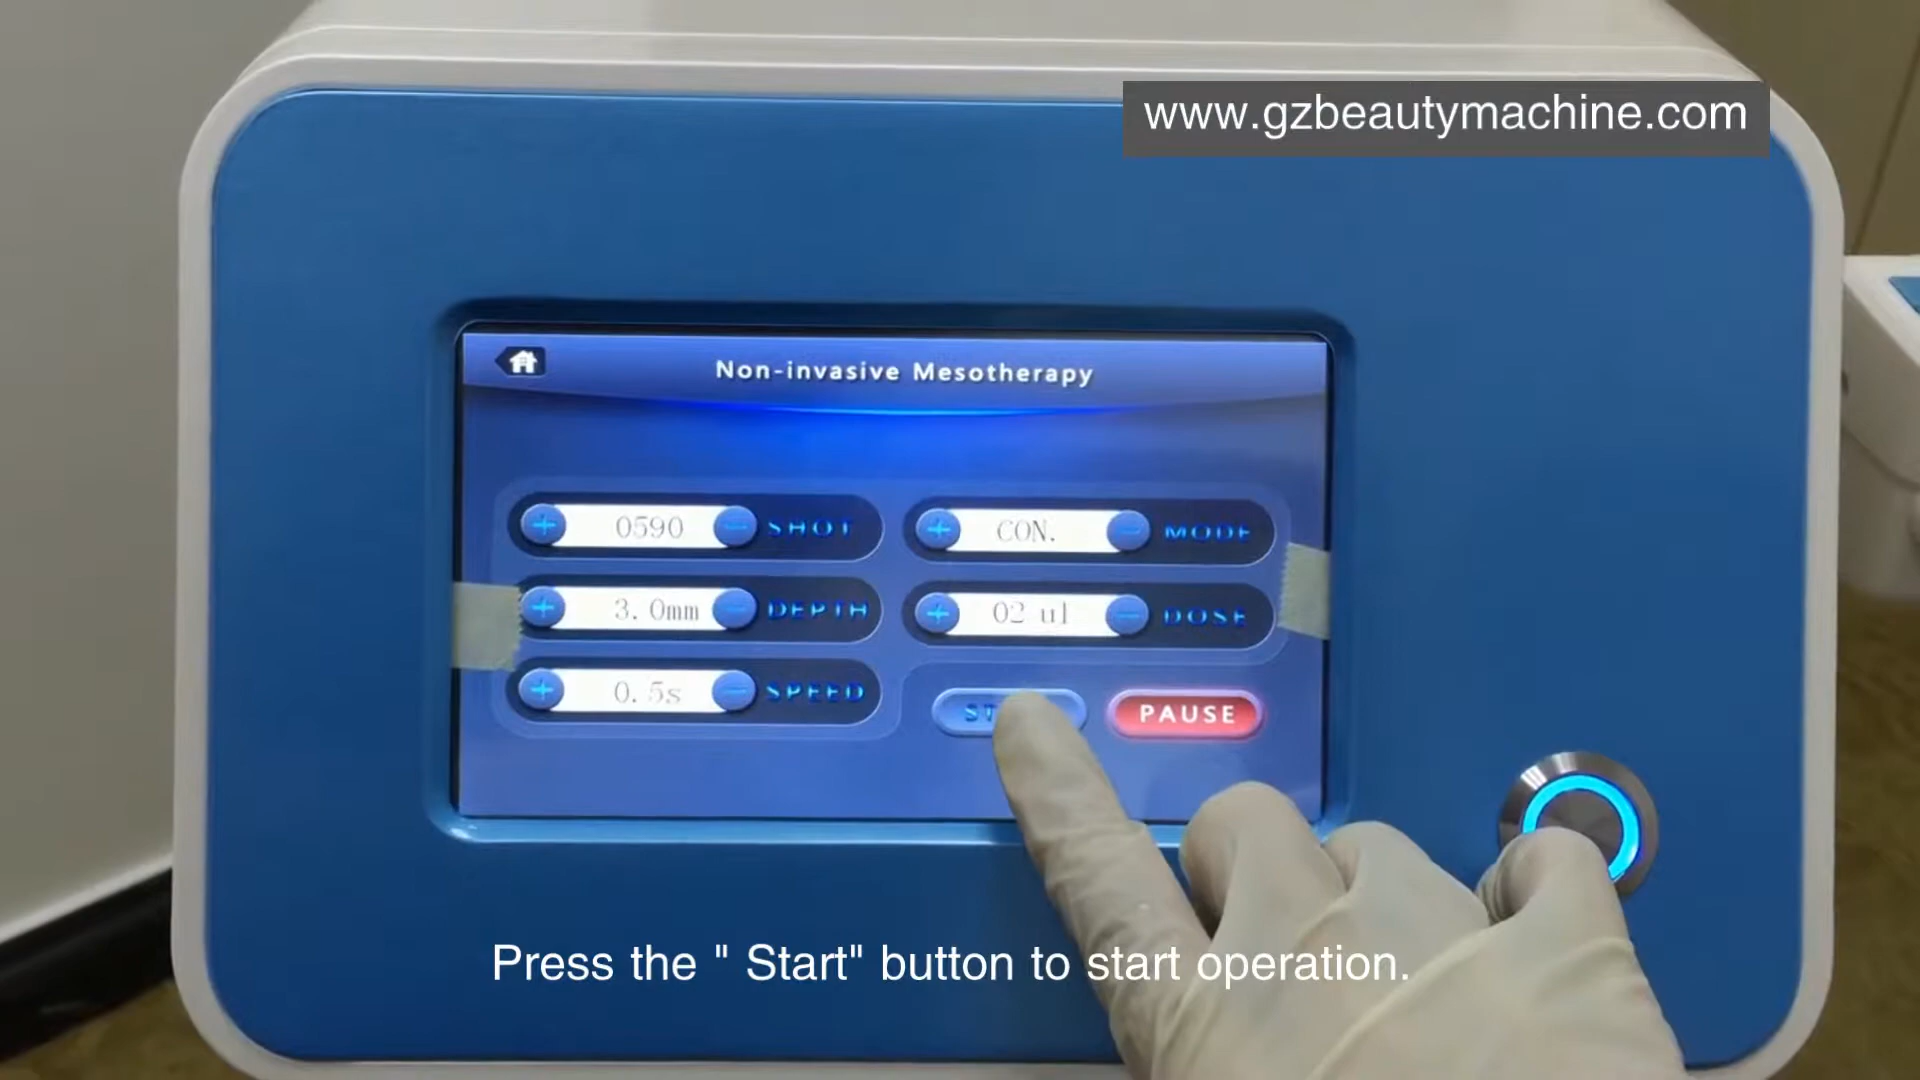 www.gzbeautymachine.com
Non-invasive Mesotherapy
+ 0590 - SHOT
+ CON. - MODE
+ 3.0mm - DEPTH
+ 02 ul - DOSE
+ 0.5s - SPEED
PAUSE
Press the " Start" button to start operation.